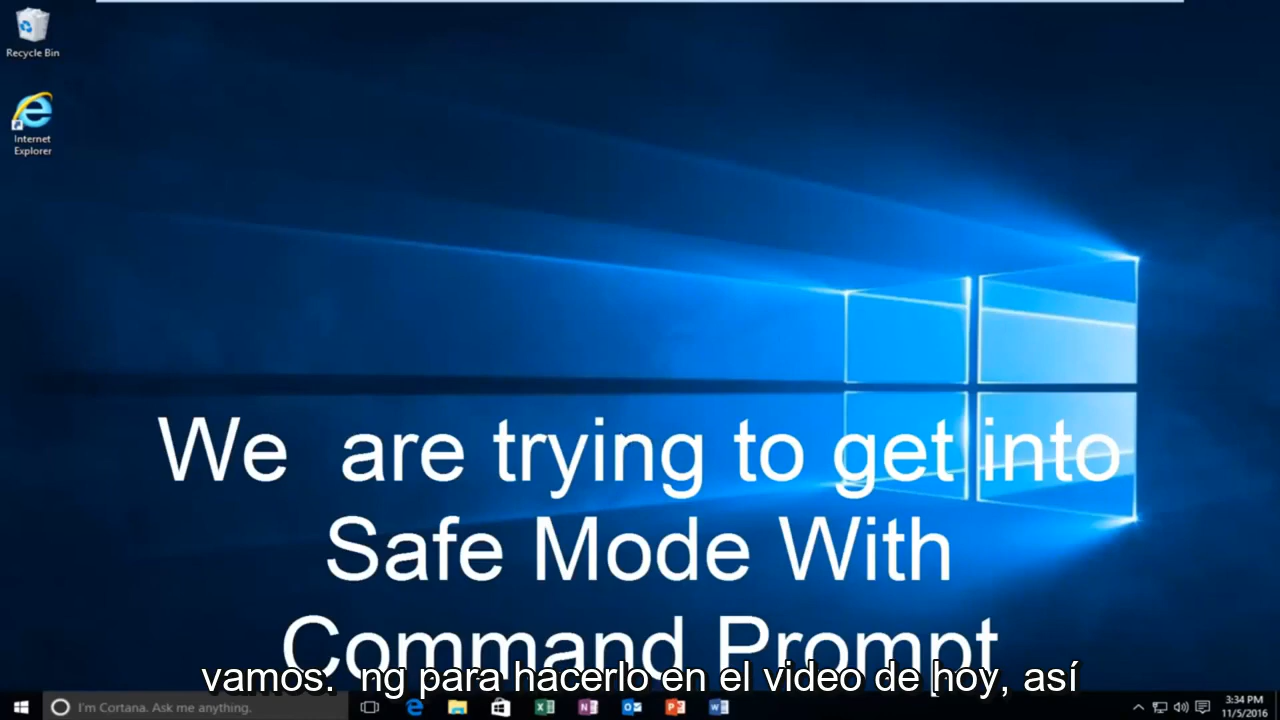 Recycle Bin
Internet
Explorer
We are trying to get into
Safe Mode With
Command Prompt
vamos. ng para hacerlo en el video de hoy, así
I'm Cortana. Ask me anything.
3:34 PM
11/5/2016